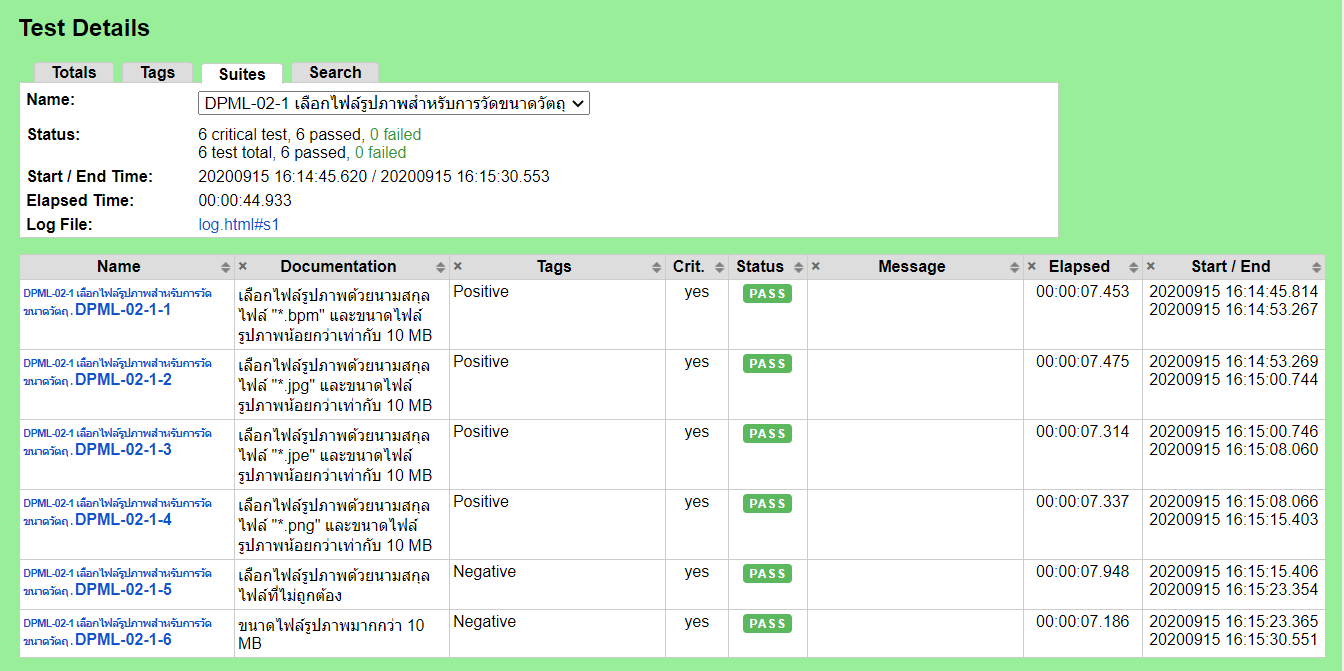 Test Details
Totals Tags Suites Search
Name: DPML-02-1 เลือกไฟล์รูปภาพสำหรับการวัดขนาดวัตถุ
Status: 6 critical test, 6 passed, 0 failed
6 test total, 6 passed, 0 failed
Start / End Time: 20200915 16:14:45.620 / 20200915 16:15:30.553
Elapsed Time: 00:00:44.933
Log File: log.html#s1
Name × Documentation × Tags Crit. Status × Message × Elapsed × Start / End
DPML-02-1 เลือกไฟล์รูปภาพสำหรับการวัด
ขนาดวัตถุ . DPML-02-1-1
เลือกไฟล์รูปภาพด้วยนามสกุล
ไฟล์ "*.bpm" และขนาดไฟล์
รูปภาพน้อยกว่าเท่ากับ 10 MB
Positive yes PASS 00:00:07.453 20200915 16:14:45.814
20200915 16:14:53.267
DPML-02-1 เลือกไฟล์รูปภาพสำหรับการวัด
ขนาดวัตถุ . DPML-02-1-2
เลือกไฟล์รูปภาพด้วยนามสกุล
ไฟล์ "*.jpg" และขนาดไฟล์
รูปภาพน้อยกว่าเท่ากับ 10 MB
Positive yes PASS 00:00:07.475 20200915 16:14:53.269
20200915 16:15:00.744
DPML-02-1 เลือกไฟล์รูปภาพสำหรับการวัด
ขนาดวัตถุ . DPML-02-1-3
เลือกไฟล์รูปภาพด้วยนามสกุล
ไฟล์ "*.jpe" และขนาดไฟล์
รูปภาพน้อยกว่าเท่ากับ 10 MB
Positive yes PASS 00:00:07.314 20200915 16:15:00.746
20200915 16:15:08.060
DPML-02-1 เลือกไฟล์รูปภาพสำหรับการวัด
ขนาดวัตถุ . DPML-02-1-4
เลือกไฟล์รูปภาพด้วยนามสกุล
ไฟล์ "*.png" และขนาดไฟล์
รูปภาพน้อยกว่าเท่ากับ 10 MB
Positive yes PASS 00:00:07.337 20200915 16:15:08.066
20200915 16:15:15.403
DPML-02-1 เลือกไฟล์รูปภาพสำหรับการวัด
ขนาดวัตถุ . DPML-02-1-5
เลือกไฟล์รูปภาพด้วยนามสกุล
ไฟล์ที่ไม่ถูกต้อง
Negative yes PASS 00:00:07.948 20200915 16:15:15.406
20200915 16:15:23.354
DPML-02-1 เลือกไฟล์รูปภาพสำหรับการวัด
ขนาดวัตถุ . DPML-02-1-6
ขนาดไฟล์รูปภาพมากกว่า 10
MB
Negative yes PASS 00:00:07.186 20200915 16:15:23.365
20200915 16:15:30.551